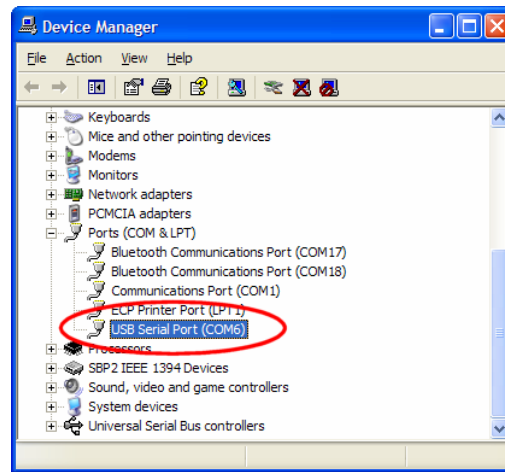 Device Manager
File Action View Help
Keyboards
Mice and other pointing devices
Modems
Monitors
Network adapters
PCMCIA adapters
Ports (COM & LPT)
Bluetooth Communications Port (COM17)
Bluetooth Communications Port (COM18)
Communications Port (COM1)
ECP Printer Port (LPT1)
USB Serial Port (COM6)
Processors
SBP2 IEEE 1394 Devices
Sound, video and game controllers
System devices
Universal Serial Bus controllers